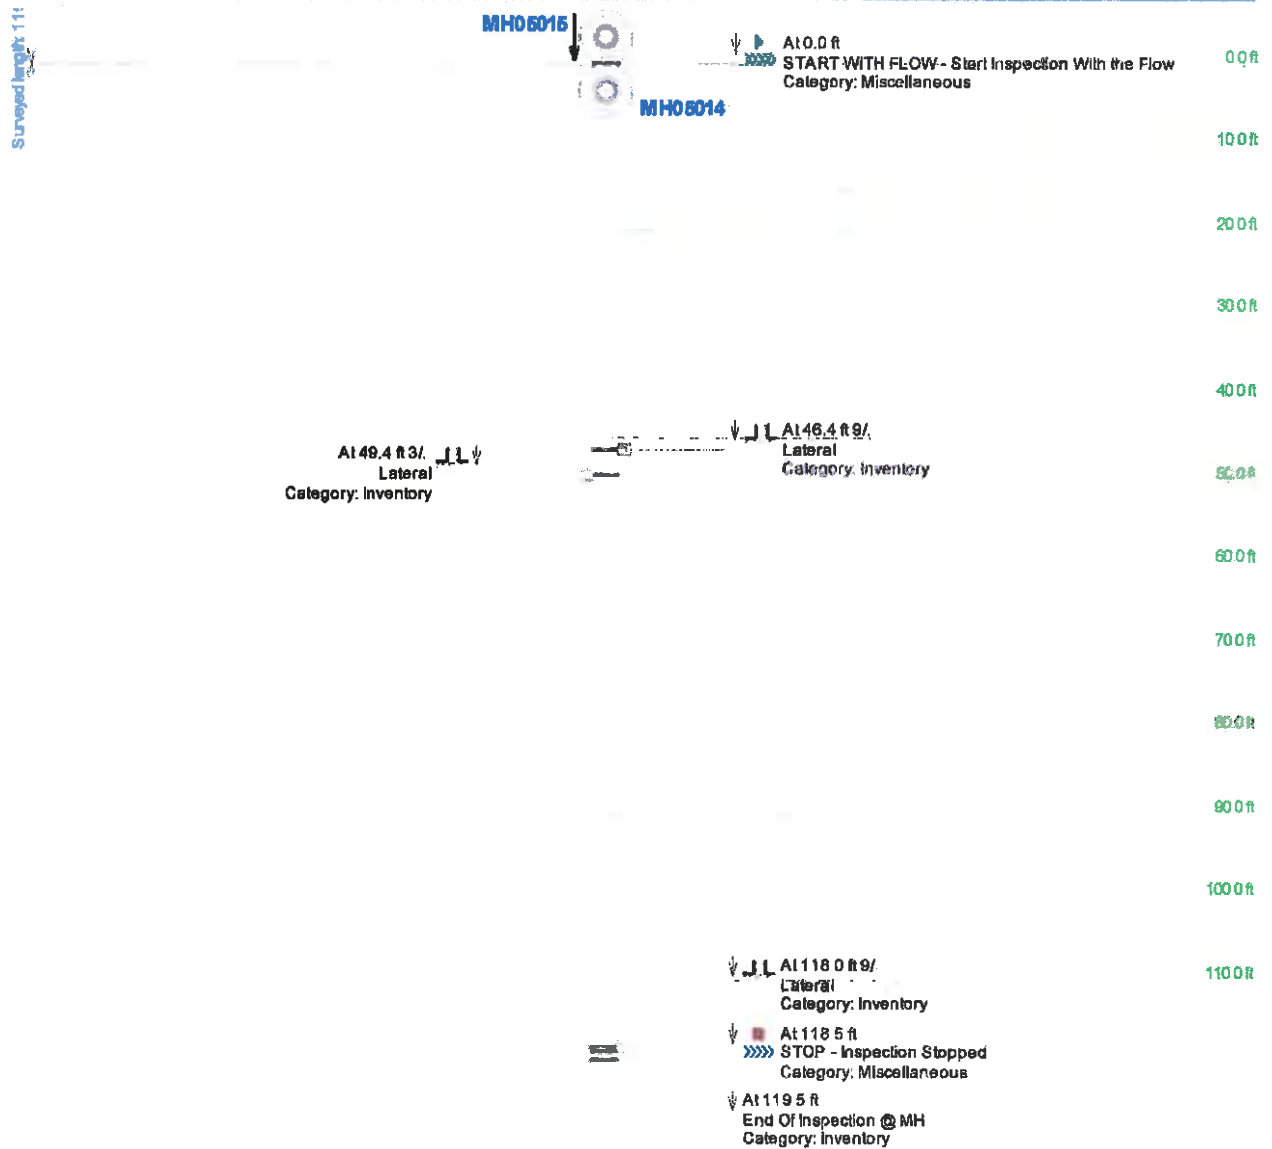 Surveyed length: 11
MH05015
At 0.0 ft
START WITH FLOW - Start Inspection With the Flow
Category: Miscellaneous
MH05014
0.0 ft
10.0 ft
20.0 ft
30.0 ft
40.0 ft
At 46.4 ft 9/.
Lateral
Category: Inventory
At 49.4 ft 3/.
Lateral
Category: Inventory
50.0 ft
60.0 ft
70.0 ft
80.0 ft
90.0 ft
100.0 ft
At 118.0 ft 9/.
Lateral
Category: Inventory
110.0 ft
At 118.5 ft
STOP - Inspection Stopped
Category: Miscellaneous
At 119.5 ft
End Of Inspection @ MH
Category: Inventory